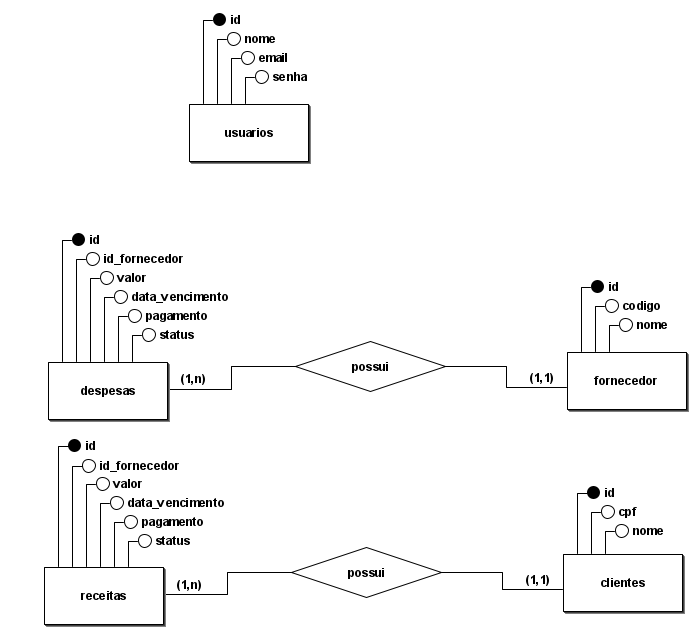 id
nome
email
senha
usuarios
id
id_fornecedor
valor
data_vencimento
pagamento
status
despesas
(1,n)
possui
(1,1)
id
codigo
nome
fornecedor
id
id_fornecedor
valor
data_vencimento
pagamento
status
receitas
(1,n)
possui
(1,1)
id
cpf
nome
clientes